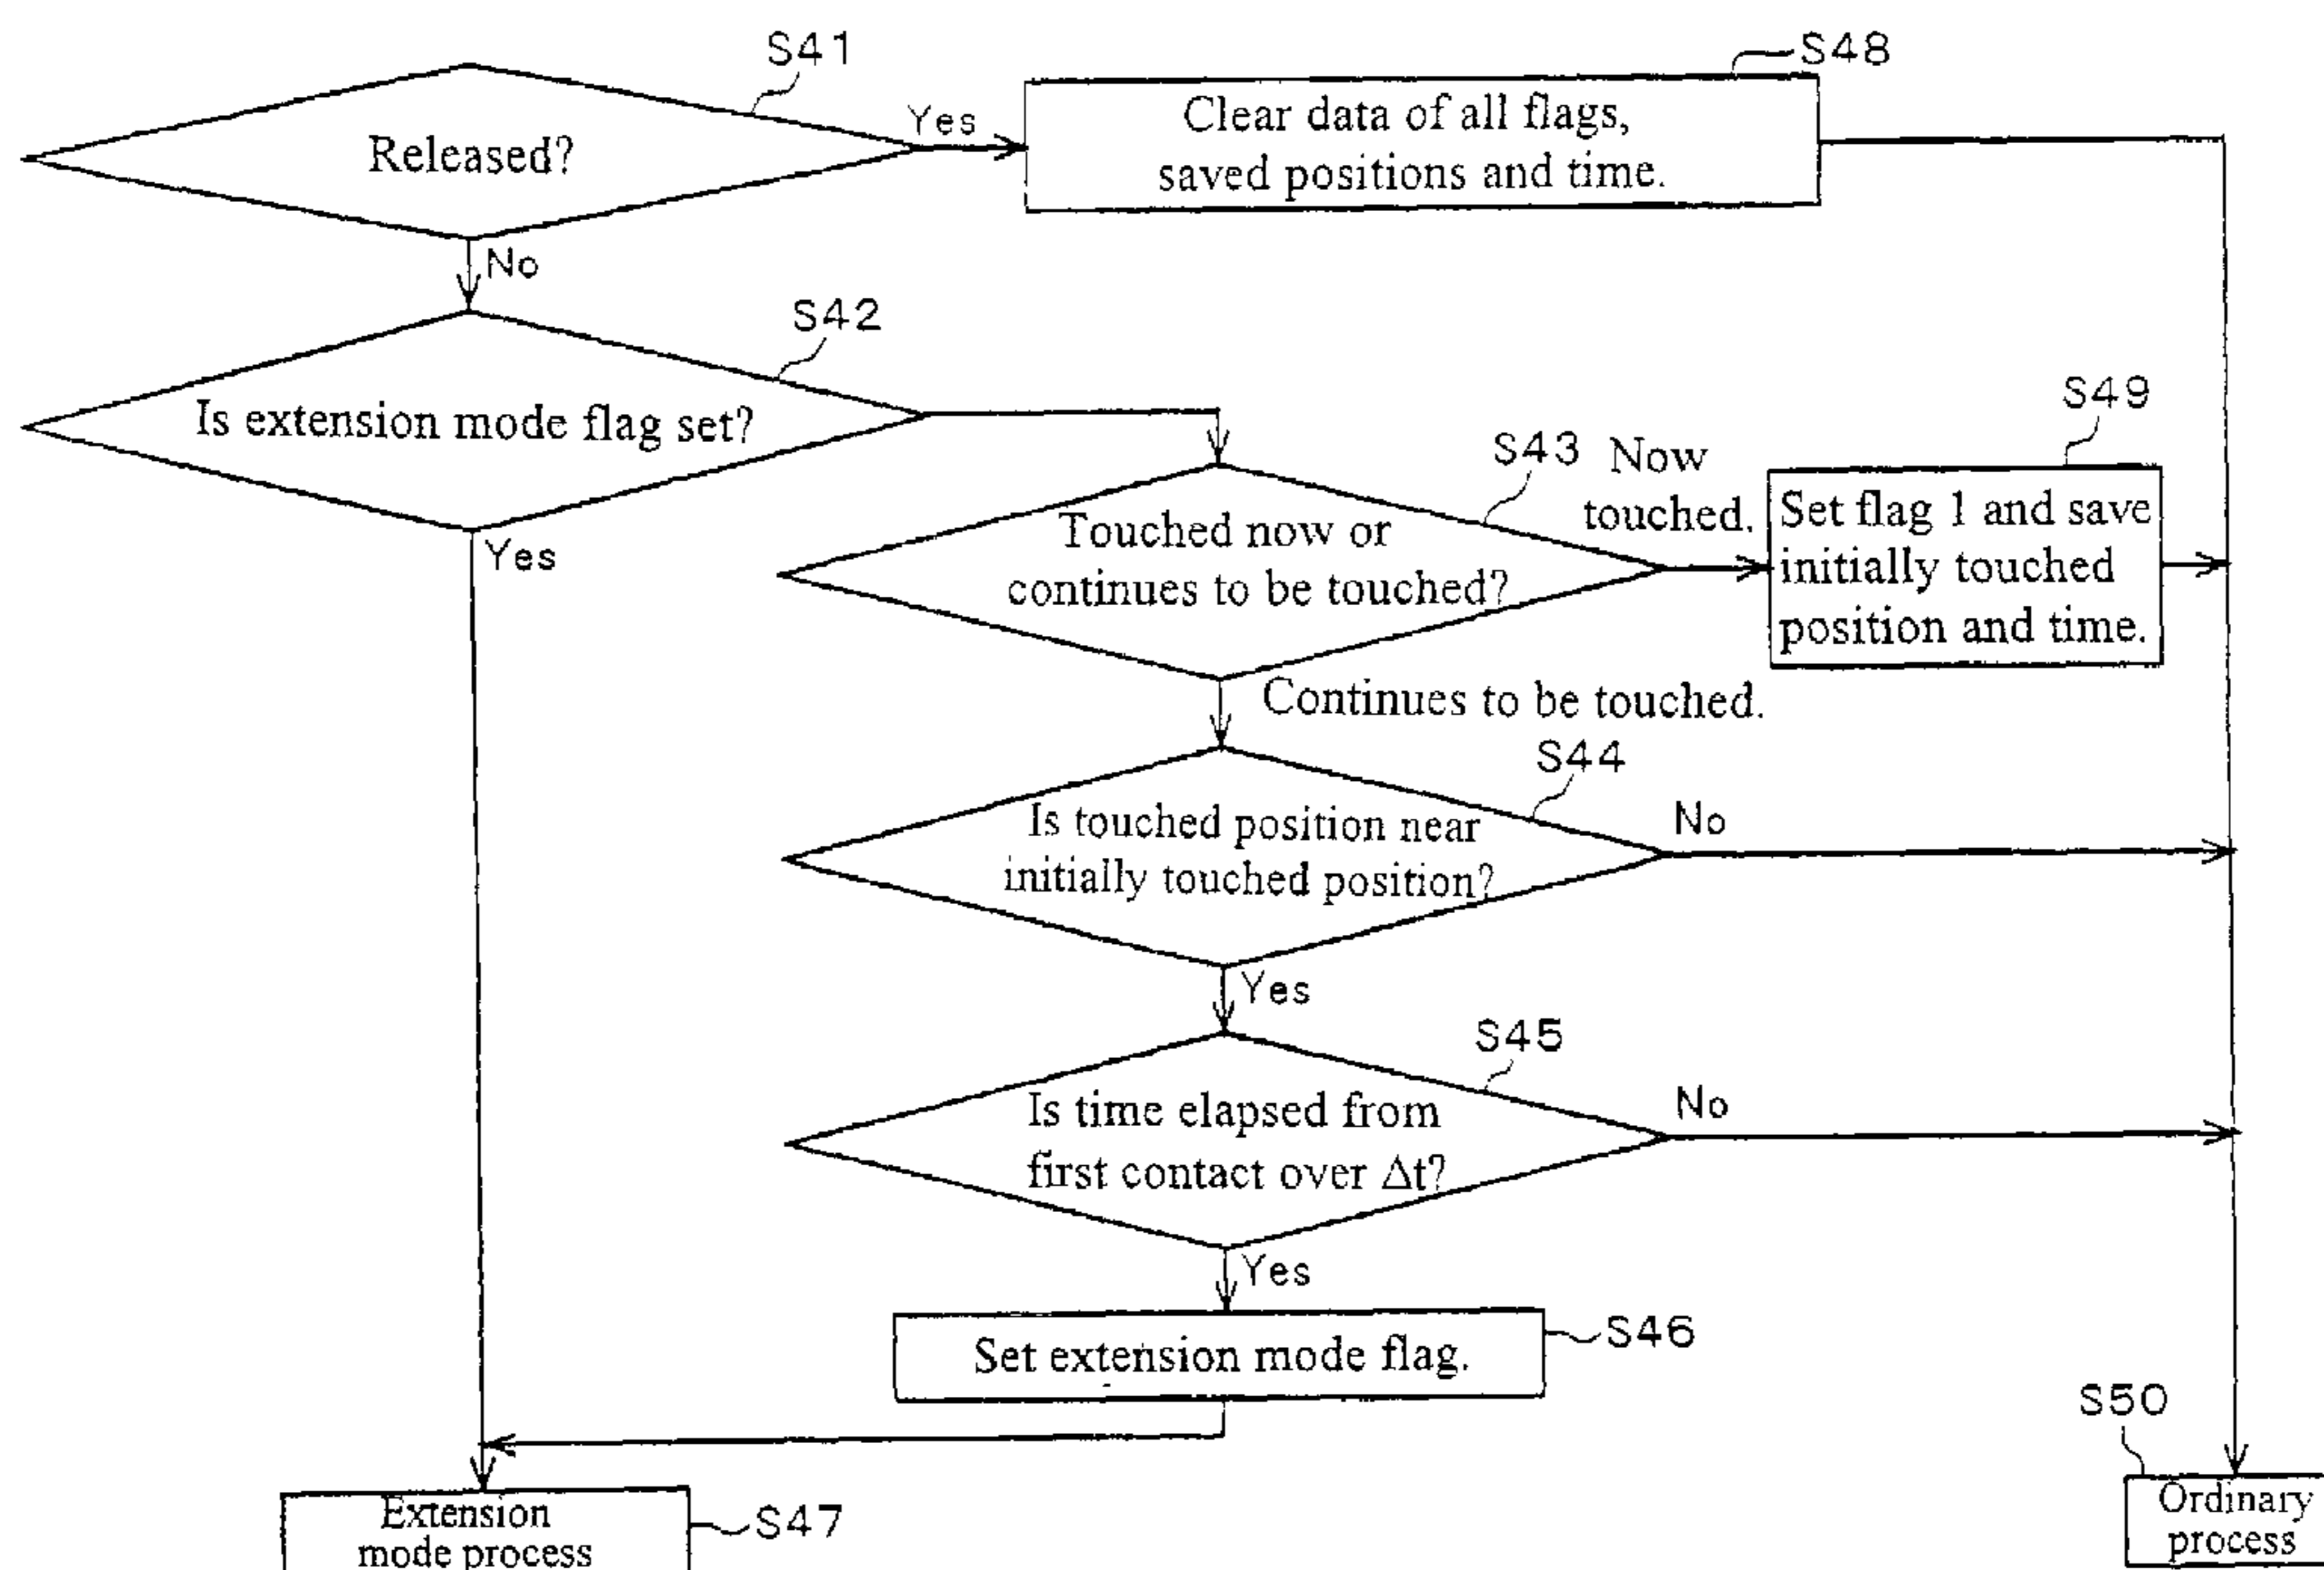 S41
S48
Released?
Yes
Clear data of all flags,
saved positions and time.
No
S42
Is extension mode flag set?
Yes
S43
Now
touched.
S49
Touched now or
continues to be touched?
Set flag 1 and save
initially touched
position and time.
Continues to be touched.
S44
Is touched position near
initially touched position?
No
Yes
S45
Is time elapsed from
first contact over Δt?
No
Yes
Set extension mode flag.
S46
Extension
mode process
S47
S50
Ordinary
process